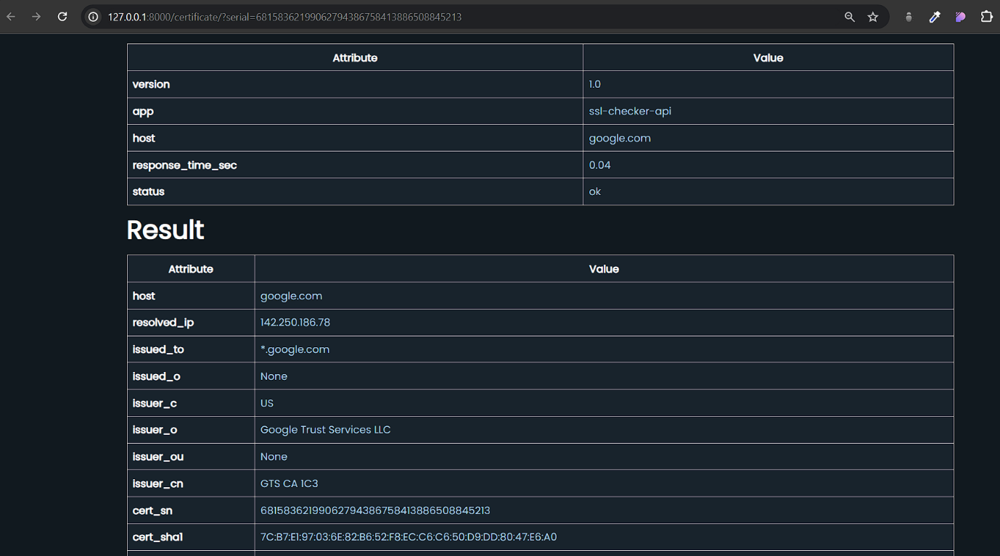 127.0.0.1:8000/certificate/?serial=68158362199062794386758413886508845213
Attribute Value
version 1.0
app ssl-checker-api
host google.com
response_time_sec 0.04
status ok
Result
Attribute Value
host google.com
resolved_ip 142.250.186.78
issued_to *.google.com
issued_o None
issuer_c US
issuer_o Google Trust Services LLC
issuer_ou None
issuer_cn GTS CA 1C3
cert_sn 68158362199062794386758413886508845213
cert_sha1 7C:B7:E1:97:03:6E:82:B6:52:F8:EC:C6:C6:50:D9:DD:80:47:E6:A0